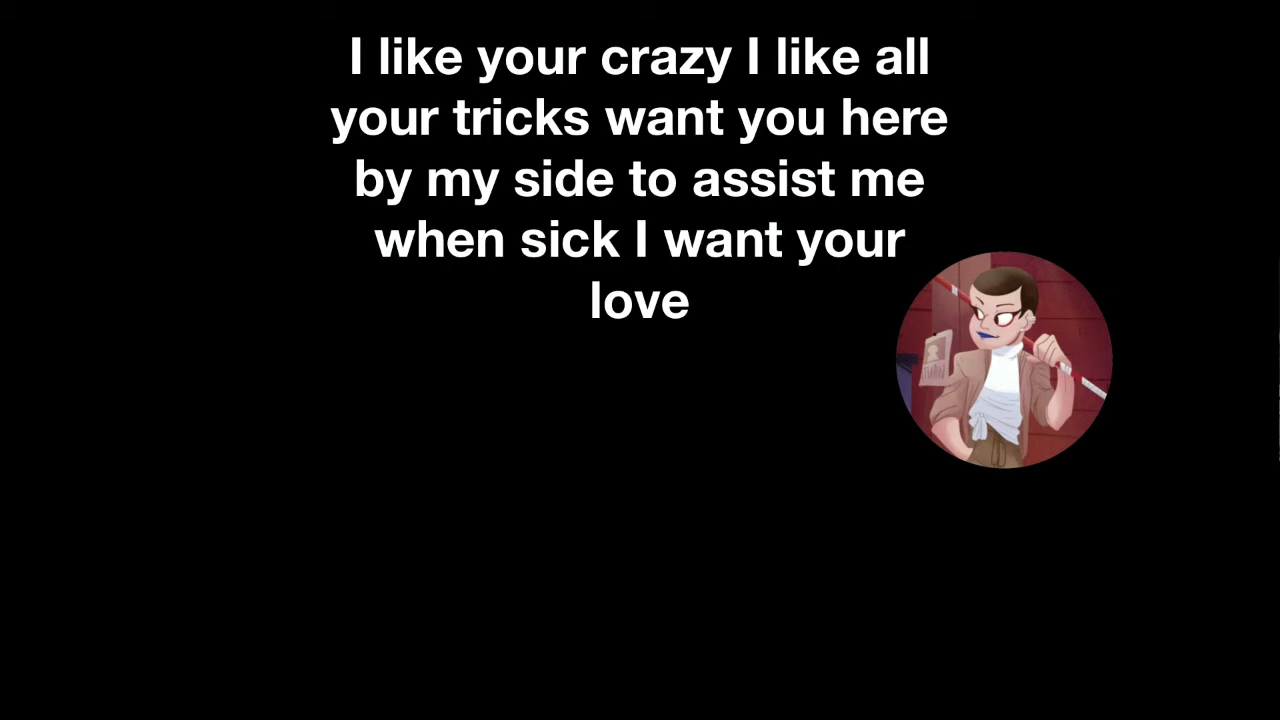 I like your crazy I like all
your tricks want you here
by my side to assist me
when sick I want your
love